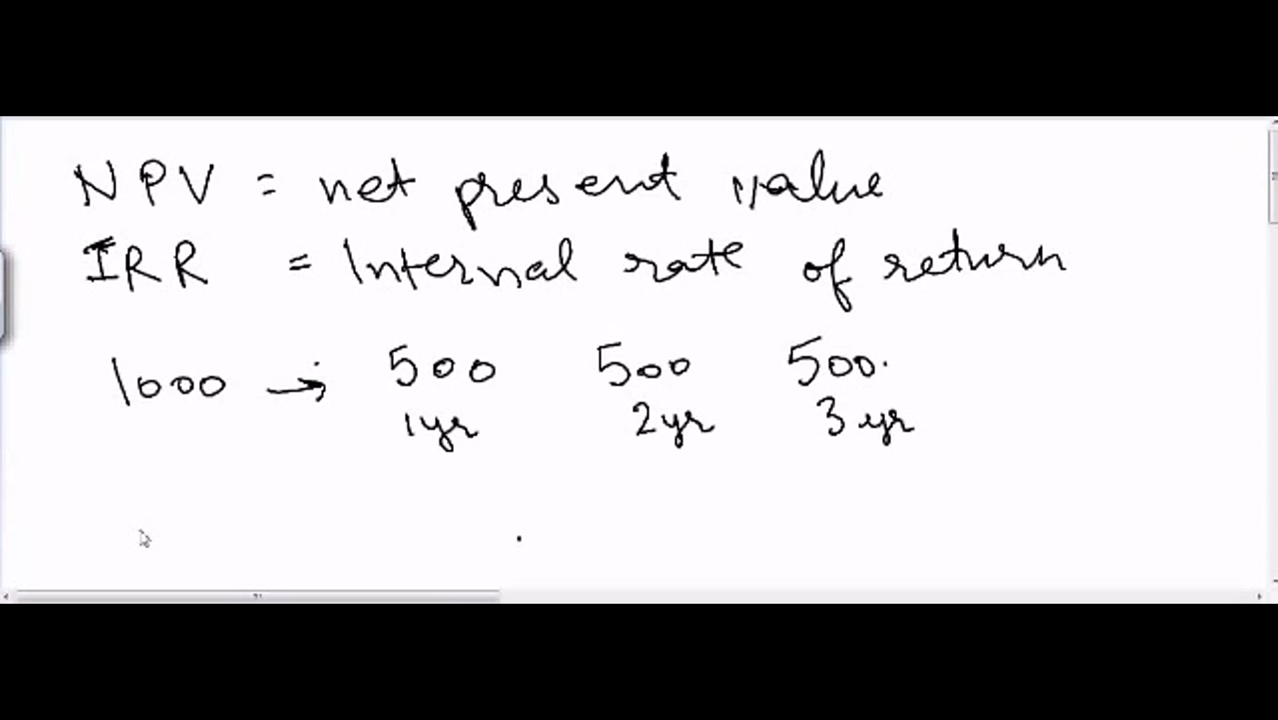 NPV = net present value
IRR = Internal rate of return
1000 → 500 500 500.
1yr 2yr 3yr